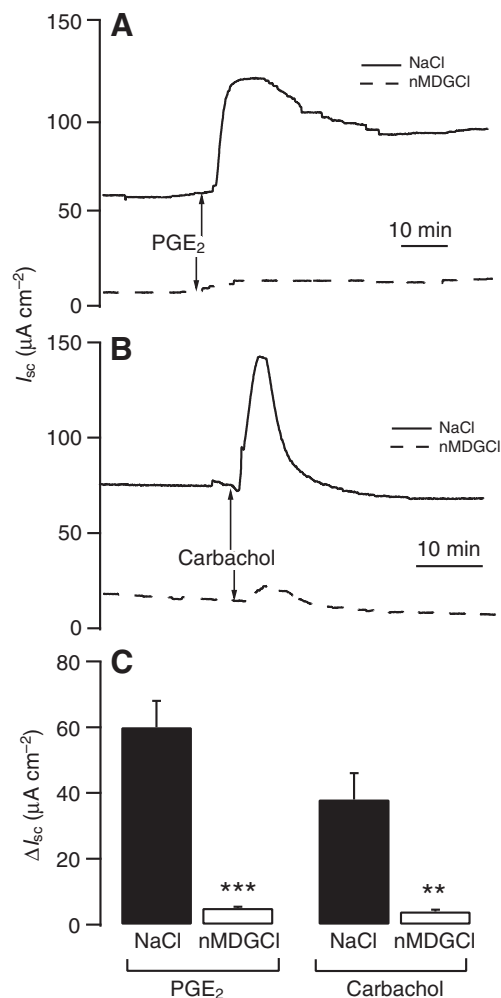 A
150
100
50
0
NaCl
nMDGCl
PGE₂
10 min
Isc (μA cm⁻²)
B
150
100
50
0
NaCl
nMDGCl
Carbachol
10 min
C
80
60
40
20
0
ΔIsc (μA cm⁻²)
***
**
NaCl nMDGCl NaCl nMDGCl
PGE₂ Carbachol